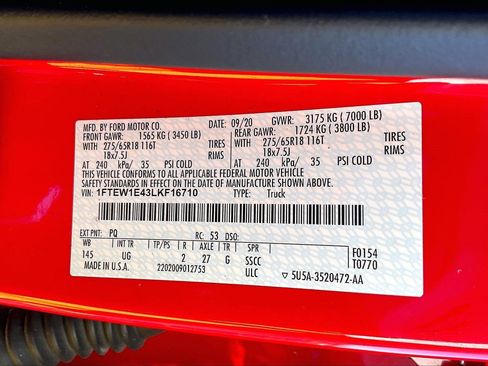 MFD. BY FORD MOTOR CO. DATE: 09/20 GVWR: 3175 KG ( 7000 LB)
FRONT GAWR: 1565 KG ( 3450 LB) REAR GAWR: 1724 KG ( 3800 LB)
WITH 275/65R18 116T TIRES WITH 275/65R18 116T TIRES
18x7.5J RIMS 18x7.5J RIMS
AT 240 kPa/ 35 PSI COLD AT 240 kPa/ 35 PSI COLD
THIS VEHICLE CONFORMS TO ALL APPLICABLE FEDERAL MOTOR VEHICLE
SAFETY AND THEFT PREVENTION STANDARDS IN EFFECT ON THE DATE OF
MANUFACTURE SHOWN ABOVE.
VIN: 1FTEW1E43LKF16710 TYPE: Truck
EXT PNT: PQ RC: 53 DSO:
WB INT TR TP/PS R AXLE TR SPR F0154
145 UG 2 27 G SSCC T0770
MADE IN U.S.A. 2202009012753 ULC 5U5A-3520472-AA